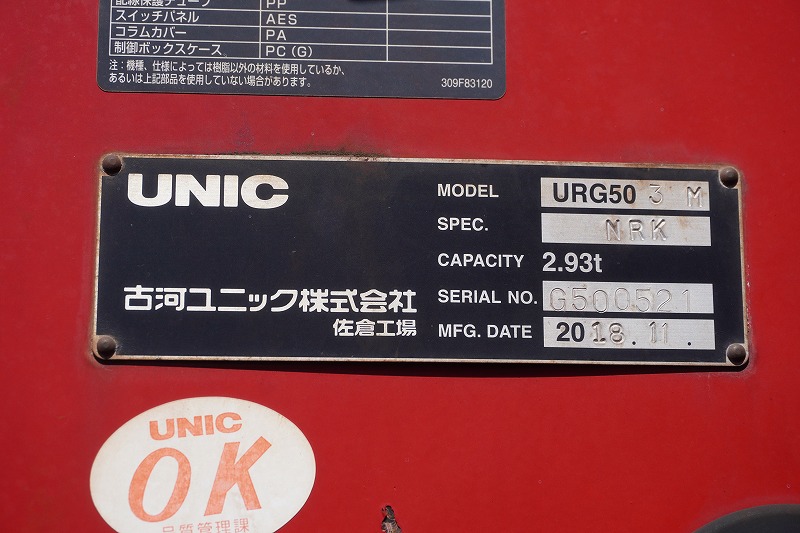 配線保護チューブ PP
スイッチパネル AES
コラムカバー PA
制御ボックスケース PC (G)
注：機種、仕様によっては樹脂以外の材料を使用しているか、
あるいは上記部品を使用していない場合があります。
309F83120
UNIC
MODEL URG50 3 M
SPEC. NRK
CAPACITY 2.93t
古河ユニック株式会社
佐倉工場
SERIAL NO. G500521
MFG. DATE 2018.11.
UNIC
OK
品質管理課